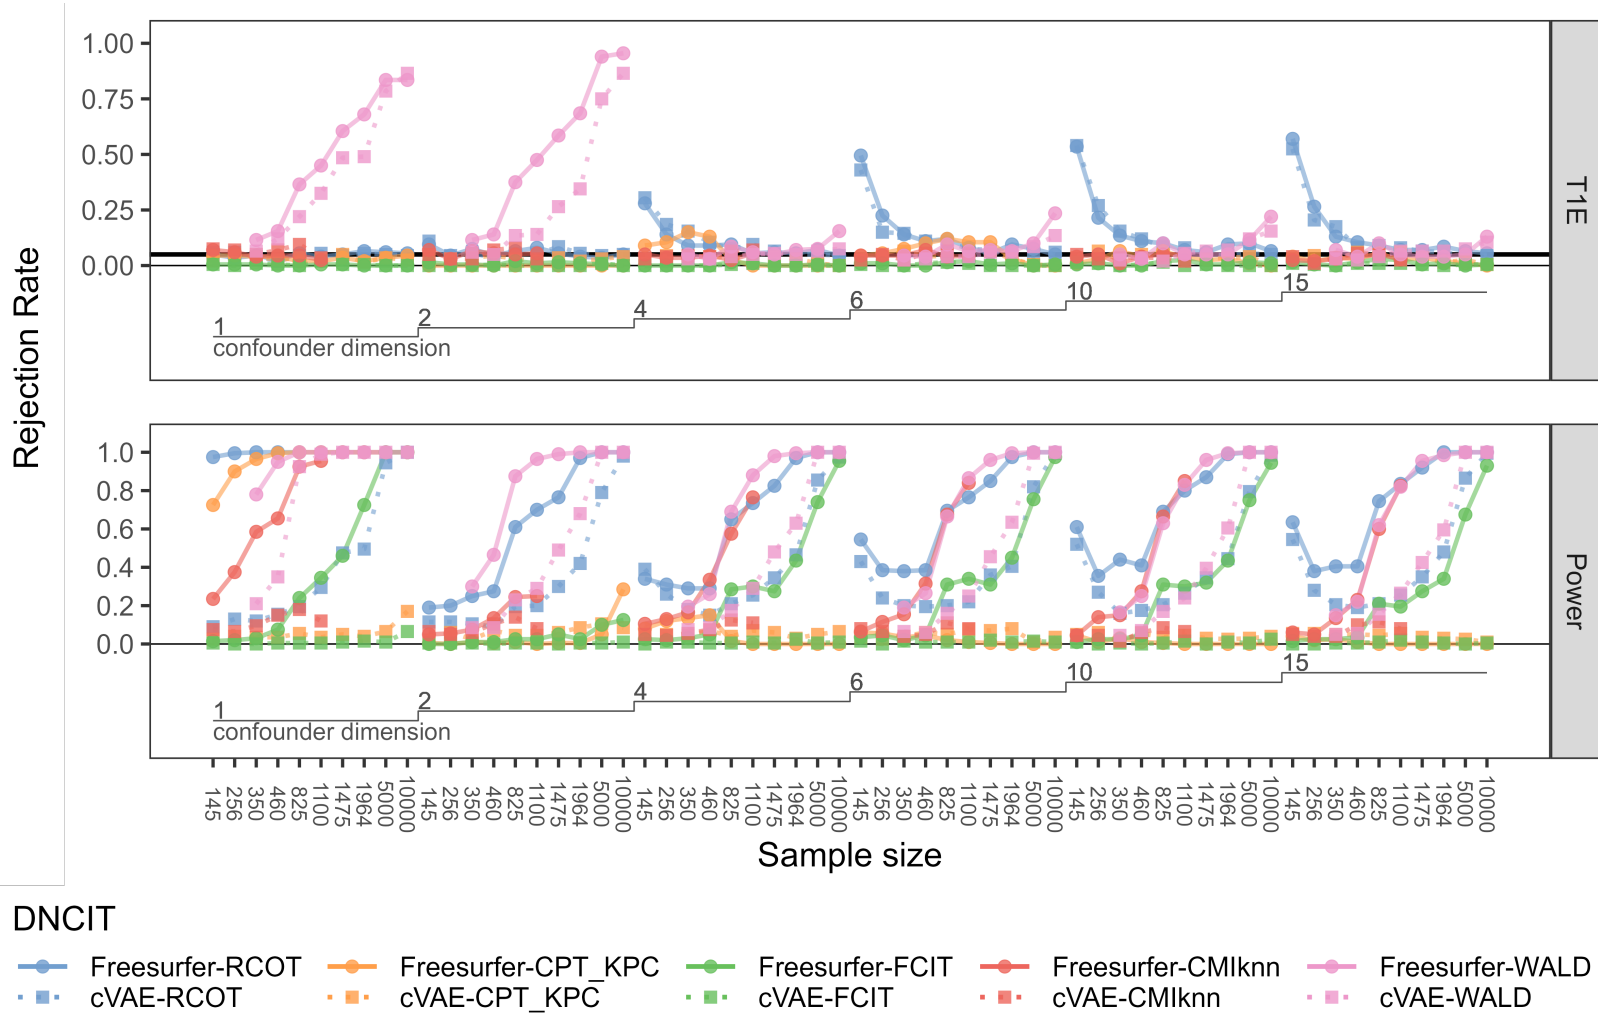 Rejection Rate
1.00
0.75
0.50
0.25
0.00
1
2
4
6
10
15
confounder dimension
T1E
1.0
0.8
0.6
0.4
0.2
0.0
1
2
4
6
10
15
confounder dimension
Power
145 256 350 460 825 1100 1475 1964 5000 10000 145 256 350 460 825 1100 1475 1964 5000 10000 145 256 350 460 825 1100 1475 1964 5000 10000 145 256 350 460 825 1100 1475 1964 5000 10000 145 256 350 460 825 1100 1475 1964 5000 10000 145 256 350 460 825 1100 1475 1964 5000 10000
Sample size
DNCIT
Freesurfer-RCOT Freesurfer-CPT_KPC Freesurfer-FCIT Freesurfer-CMIknn Freesurfer-WALD
cVAE-RCOT cVAE-CPT_KPC cVAE-FCIT cVAE-CMIknn cVAE-WALD